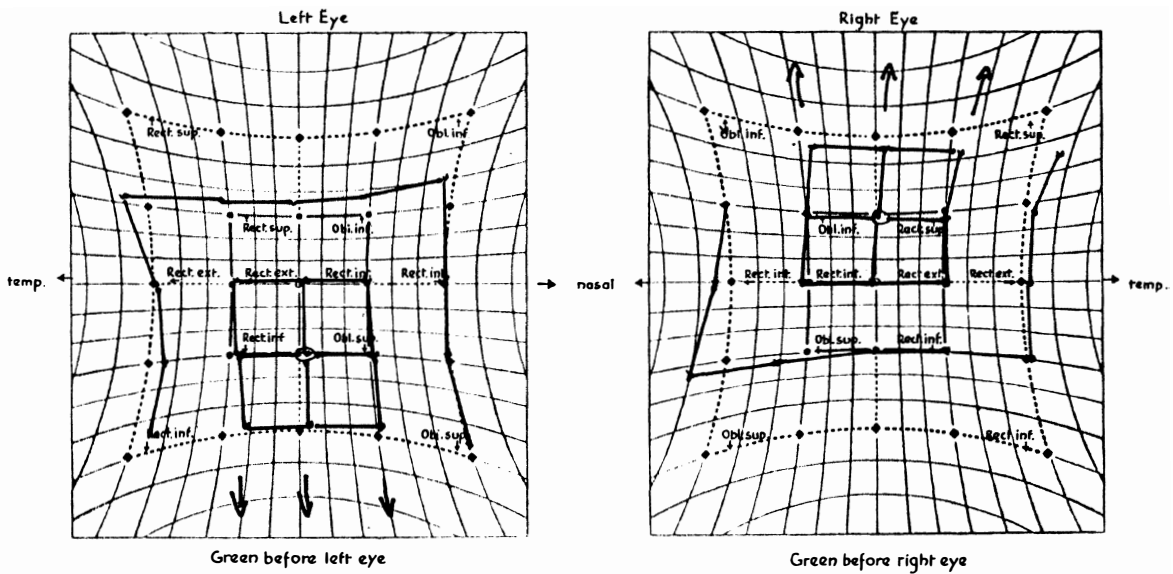 Left Eye
Rect. sup.
Obl. inf.
Rect. sup.
Obl. inf.
temp.
Rect. ext.
Rect. ext.
Rect. int.
Rect. int.
nasal
Rect. inf
Obl. sup.
Rect. inf.
Obl. sup.
Green before left eye
Right Eye
Obl. inf.
Rect. sup.
Obl. inf.
Rect. sup.
Rect. int.
Rect. int.
Rect. ext.
Rect. ext.
temp.
Obl. sup.
Rect. inf.
Obl. sup.
Rect. inf.
Green before right eye